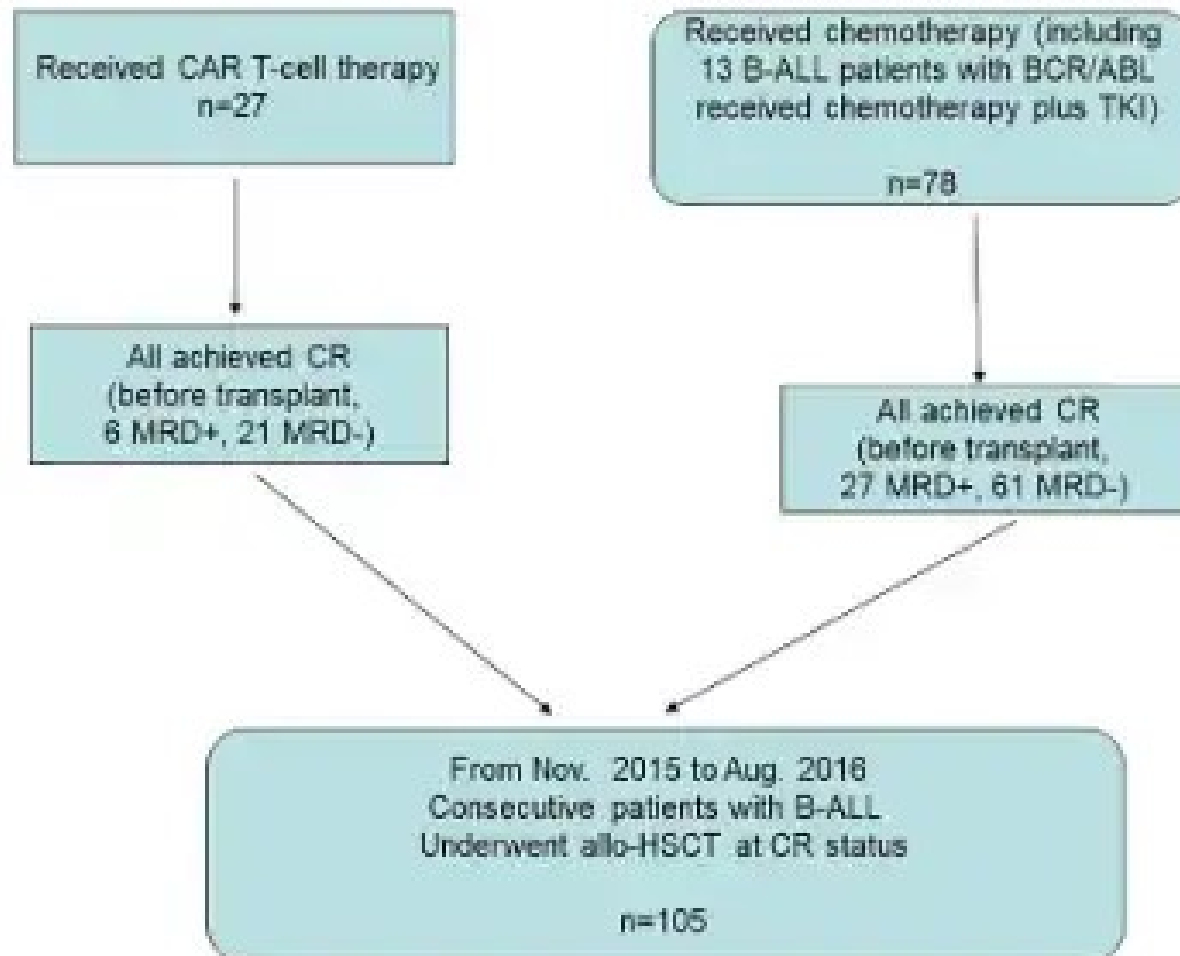 Received CAR T-cell therapy
n=27
Received chemotherapy (including
13 B-ALL patients with BCR/ABL
received chemotherapy plus TKI)
n=78
All achieved CR
(before transplant,
6 MRD+, 21 MRD-)
All achieved CR
(before transplant,
27 MRD+, 61 MRD-)
From Nov. 2015 to Aug. 2016
Consecutive patients with B-ALL
Underwent allo-HSCT at CR status
n=105